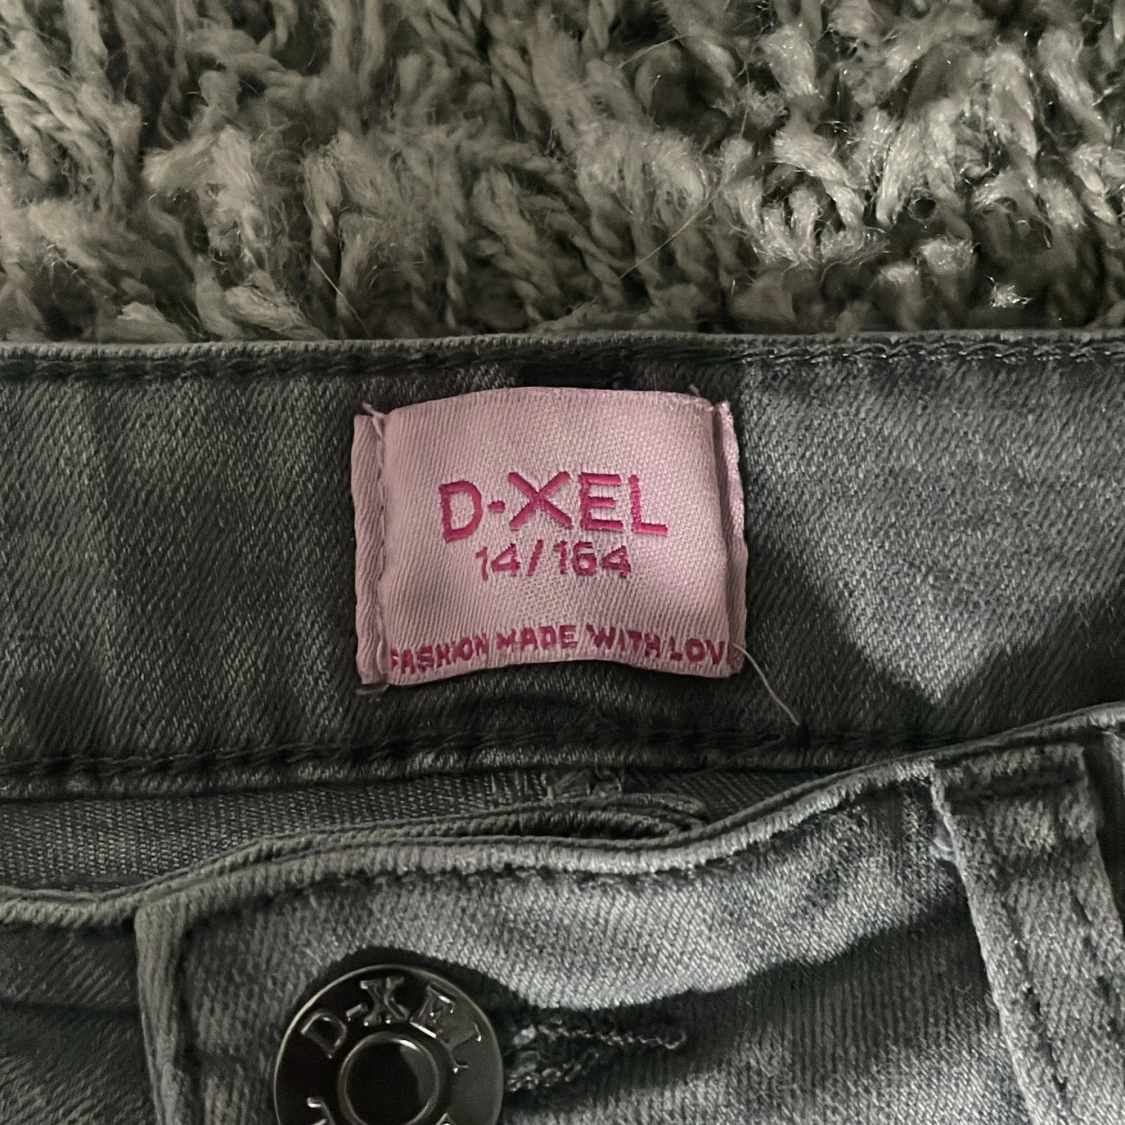 D-XEL
14/164
FASHION MADE WITH LOV
D-XEL